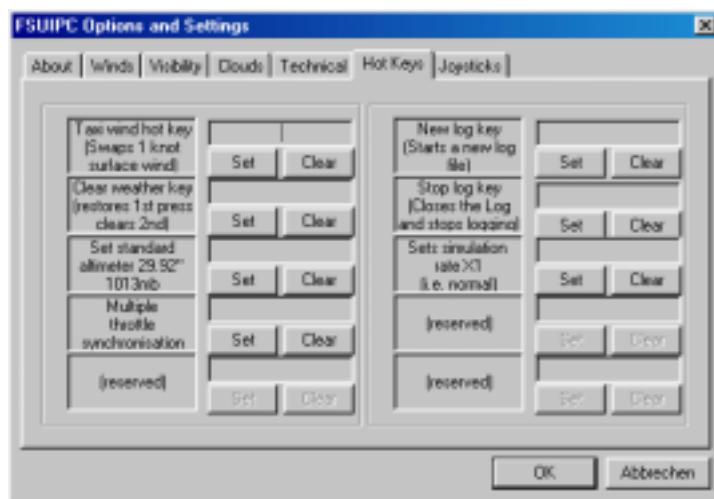 FSUIPC Options and Settings
About
Winds
Visibility
Clouds
Technical
Hot Keys
Joysticks
Taxi wind hot key
(Swaps 1 knot
surface wind)
Set
Clear
Clear weather key
(restores 1st press
clears 2nd)
Set
Clear
Set standard
altimeter 29.92"
1013mb
Set
Clear
Multiple
throttle
synchronisation
Set
Clear
(reserved)
Set
Clear
New log key
(Starts a new log
file)
Set
Clear
Stop log key
(Closes the Log
and stops logging)
Set
Clear
Sets simulation
rate X1
(i.e. normal)
Set
Clear
(reserved)
Set
Clear
(reserved)
Set
Clear
OK
Abbrechen